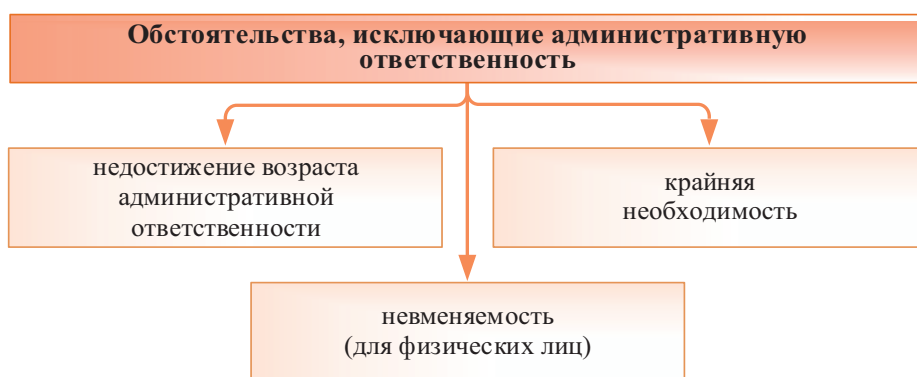 Обстоятельства, исключающие административную
ответственность
недостижение возраста
административной
ответственности
крайняя
необходимость
невменяемость
(для физических лиц)